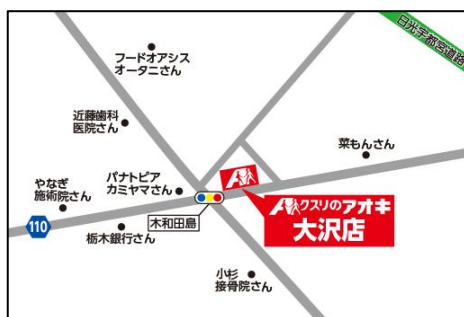 日光宇都宮道路
フードオアシス
オータニさん
近藤歯科
医院さん
菜もんさん
やなぎ
施術院さん
パナトピア
カミヤマさん
クスリのアオキ
大沢店
110
木和田島
栃木銀行さん
小杉
接骨院さん